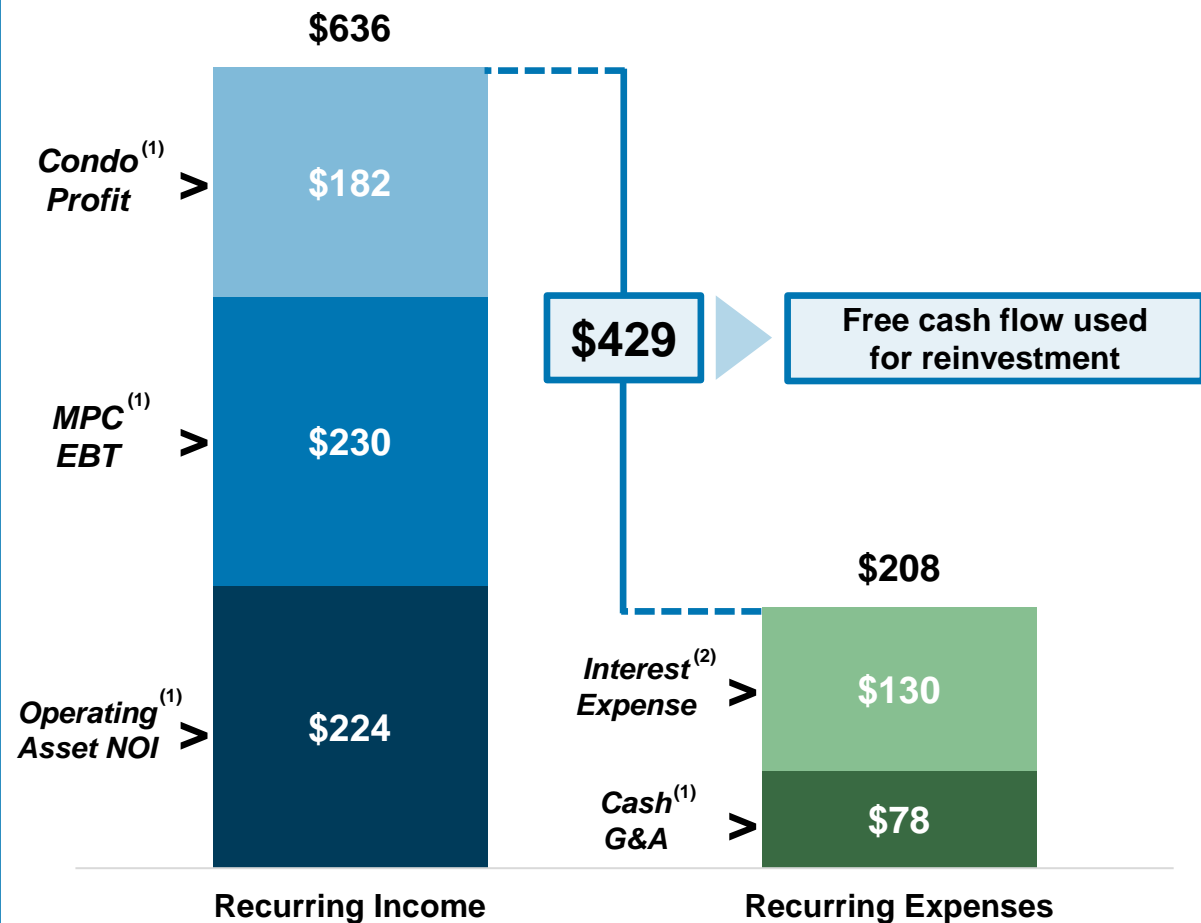 $636
Condo(1)
Profit
>
$182
$429
Free cash flow used
for reinvestment
MPC(1)
EBT
>
$230
$208
Operating(1)
Asset NOI
>
$224
Interest(2)
Expense
>
$130
Cash(1)
G&A
>
$78
Recurring Income
Recurring Expenses